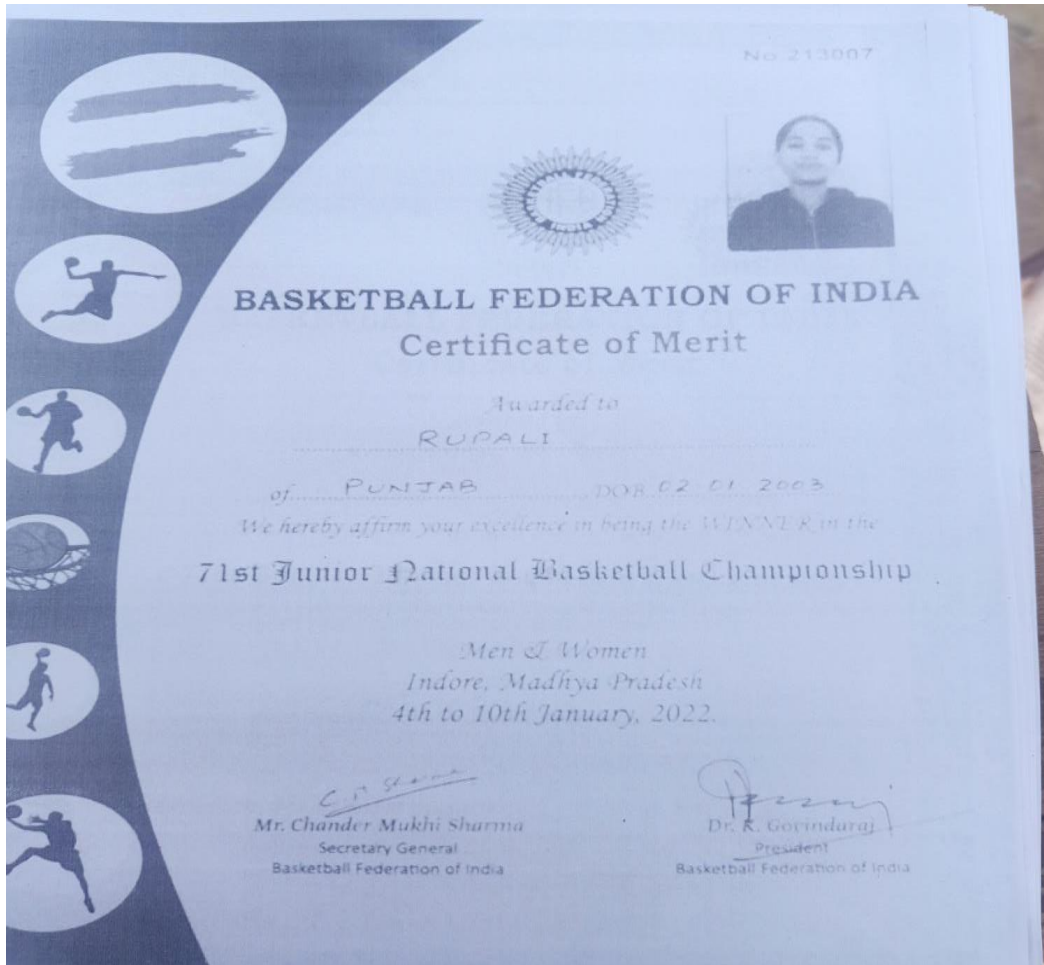 No 213007
BASKETBALL FEDERATION OF INDIA
Certificate of Merit
Awarded to
RUPALI
of PUNJAB DOB 02 01 2003
We hereby affirm your excellence in being the WINNER in the
71st Junior National Basketball Championship
Men & Women
Indore, Madhya Pradesh
4th to 10th January, 2022.
Mr. Chander Mukhi Sharma
Secretary General
Basketball Federation of India
Dr. K. Govindaraj
President
Basketball Federation of India